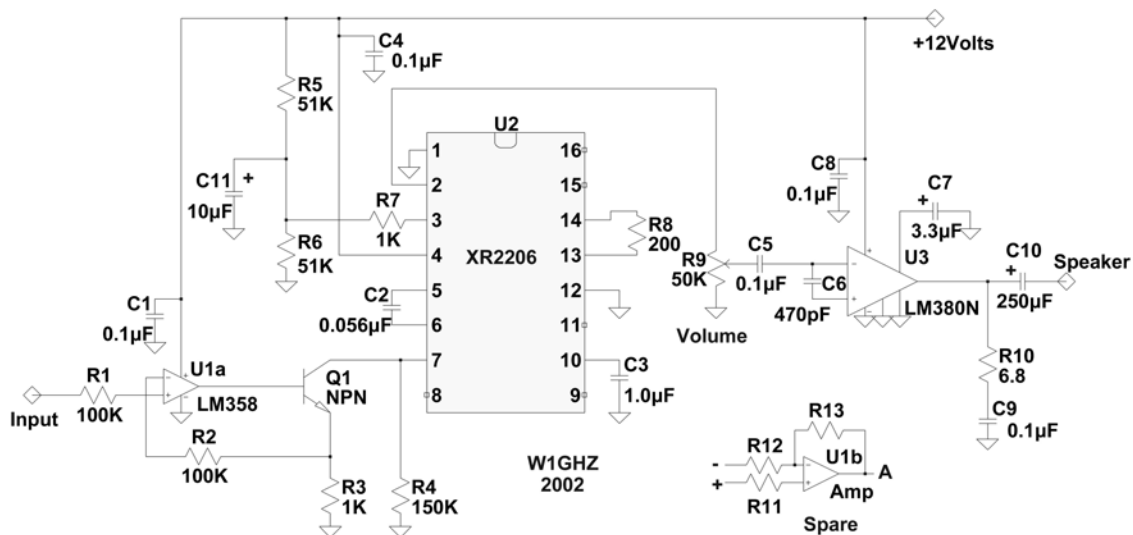 +12Volts
C4
0.1µF
R5
51K
U2
C11
+
10µF
R7
1K
R6
51K
XR2206
1
2
3
4
5
6
7
8
16
15
14
13
12
11
10
9
R8
200
R9
50K
Volume
C5
0.1µF
C6
470pF
C8
0.1µF
C7
+
3.3µF
U3
LM380N
-
+
+
-
C10
+
250µF
Speaker
R10
6.8
C9
0.1µF
C1
0.1µF
C2
0.056µF
C3
1.0µF
Input
R1
100K
U1a
LM358
-
+
+
-
R2
100K
Q1
NPN
R3
1K
R4
150K
W1GHZ
2002
R13
R12
R11
-
+
-
+
U1b
Amp
A
Spare